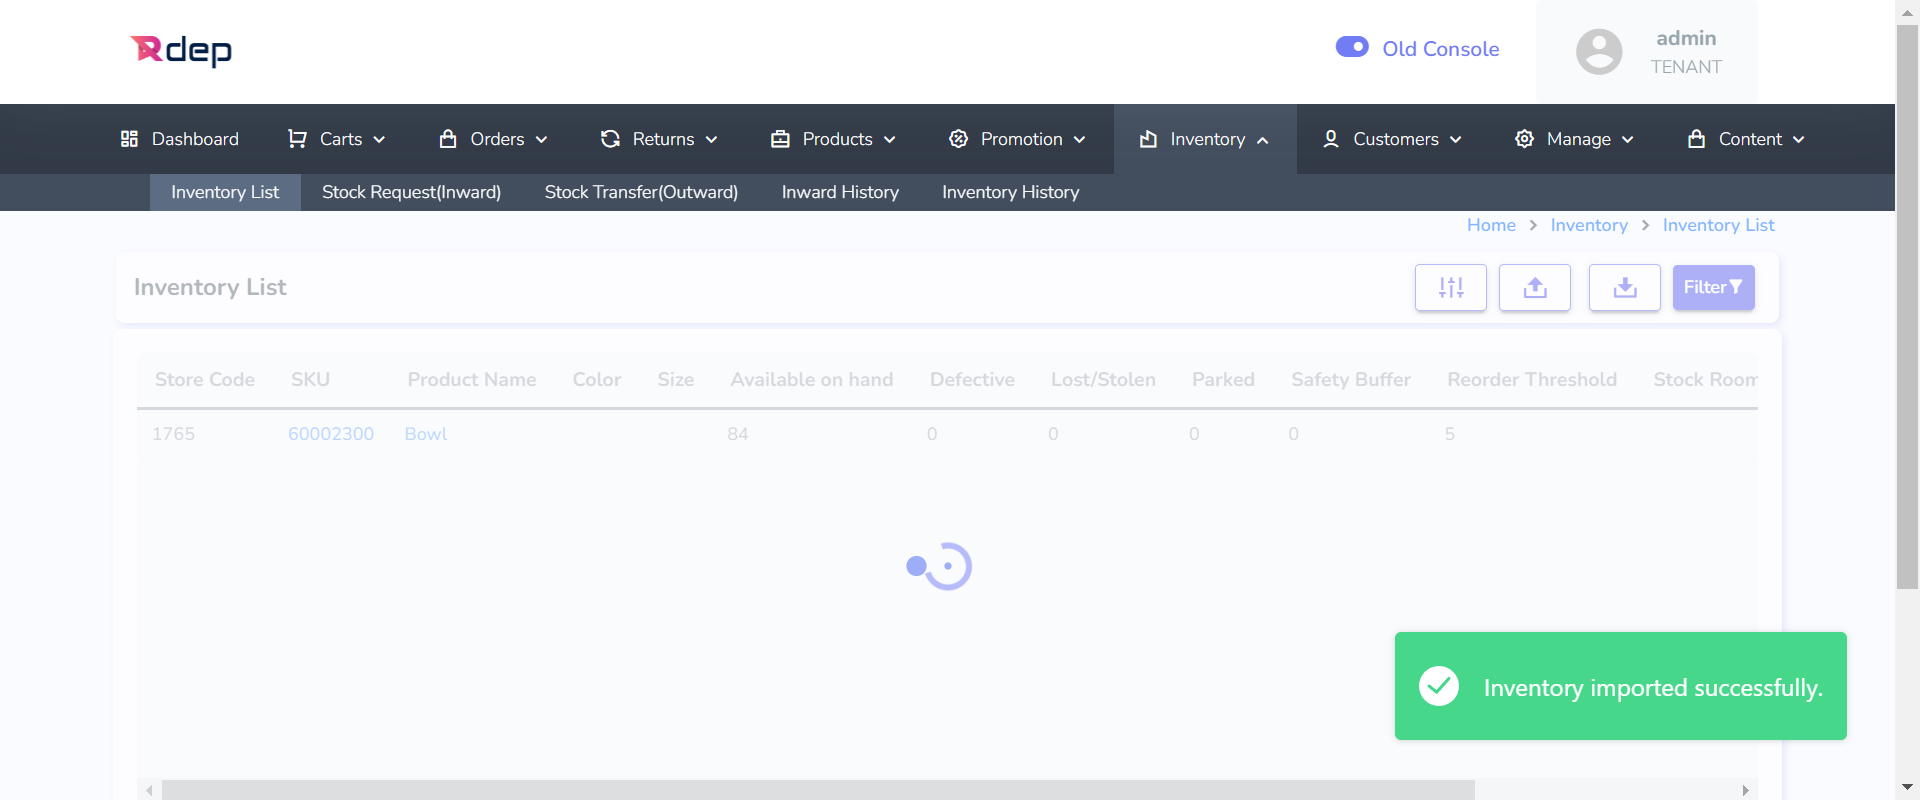 Rdep
Old Console
admin
TENANT
Dashboard Carts Orders Returns Products Promotion Inventory Customers Manage Content
Inventory List Stock Request(Inward) Stock Transfer(Outward) Inward History Inventory History
Home > Inventory > Inventory List
Inventory List
Filter
Store Code SKU Product Name Color Size Available on hand Defective Lost/Stolen Parked Safety Buffer Reorder Threshold Stock Room
1765 60002300 Bowl 84 0 0 0 0 5
Inventory imported successfully.